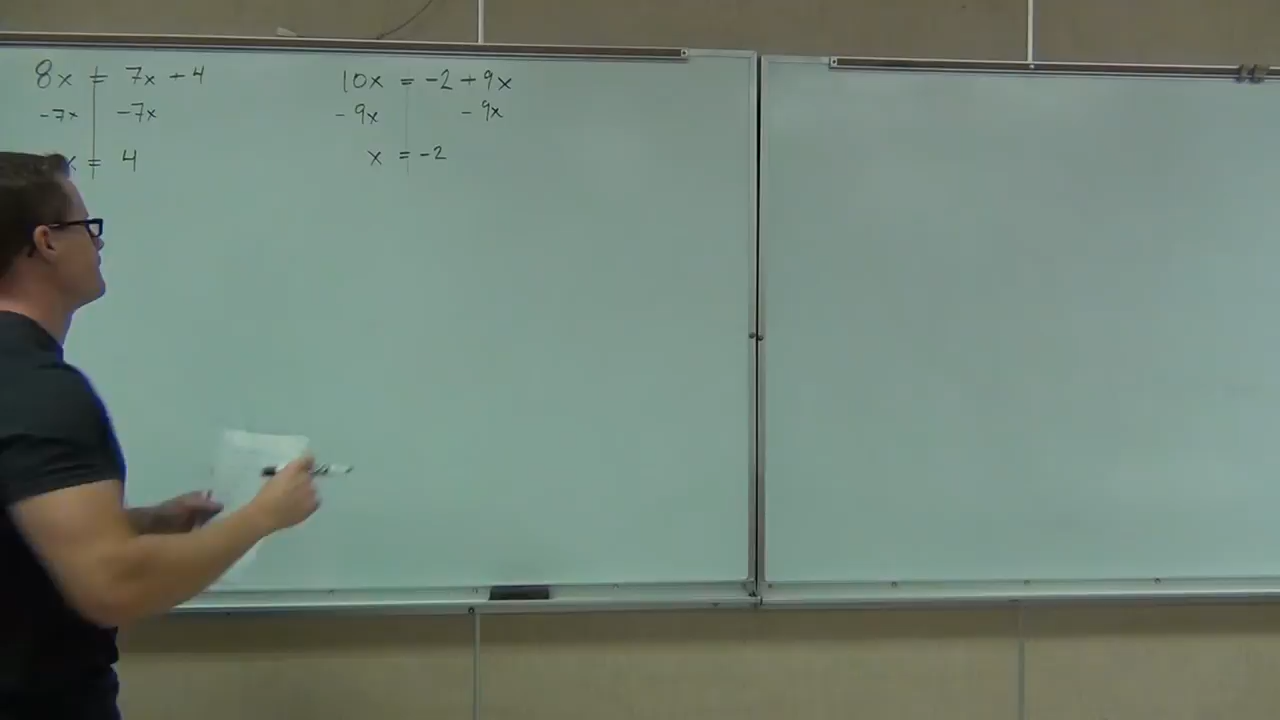 8x = 7x + 4
-7x -7x
x = 4
10x = -2 + 9x
-9x -9x
x = -2